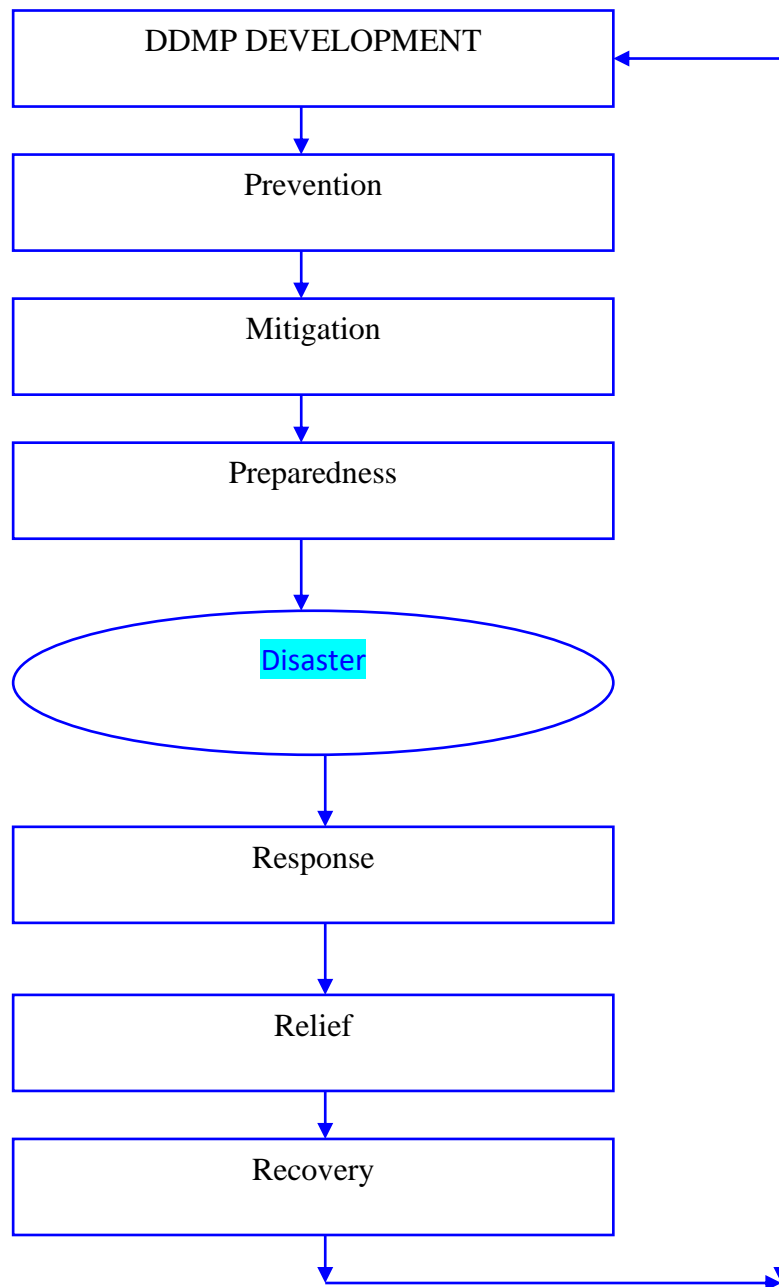 DDMP DEVELOPMENT
Prevention
Mitigation
Preparedness
Disaster
Response
Relief
Recovery